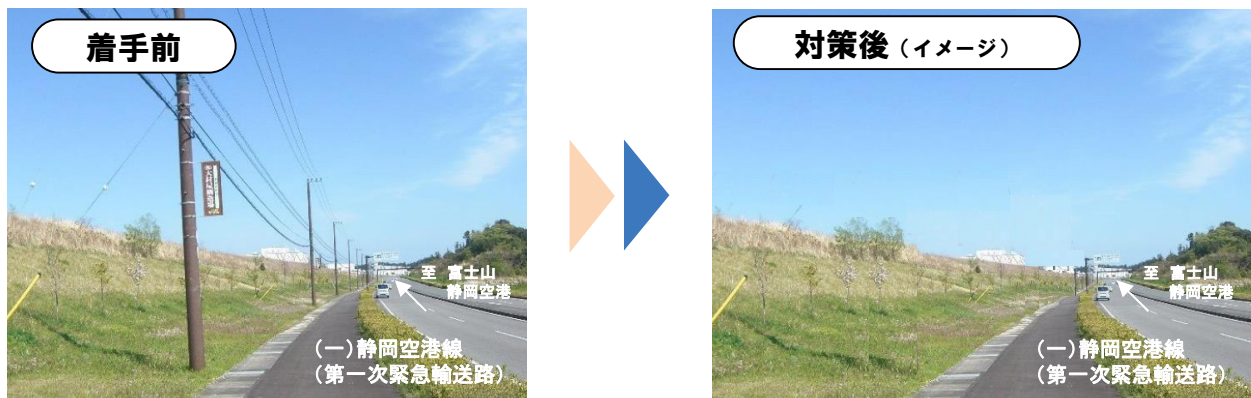 着手前
至 富士山
静岡空港
(一)静岡空港線
(第一次緊急輸送路)
対策後(イメージ)
至 富士山
静岡空港
(一)静岡空港線
(第一次緊急輸送路)